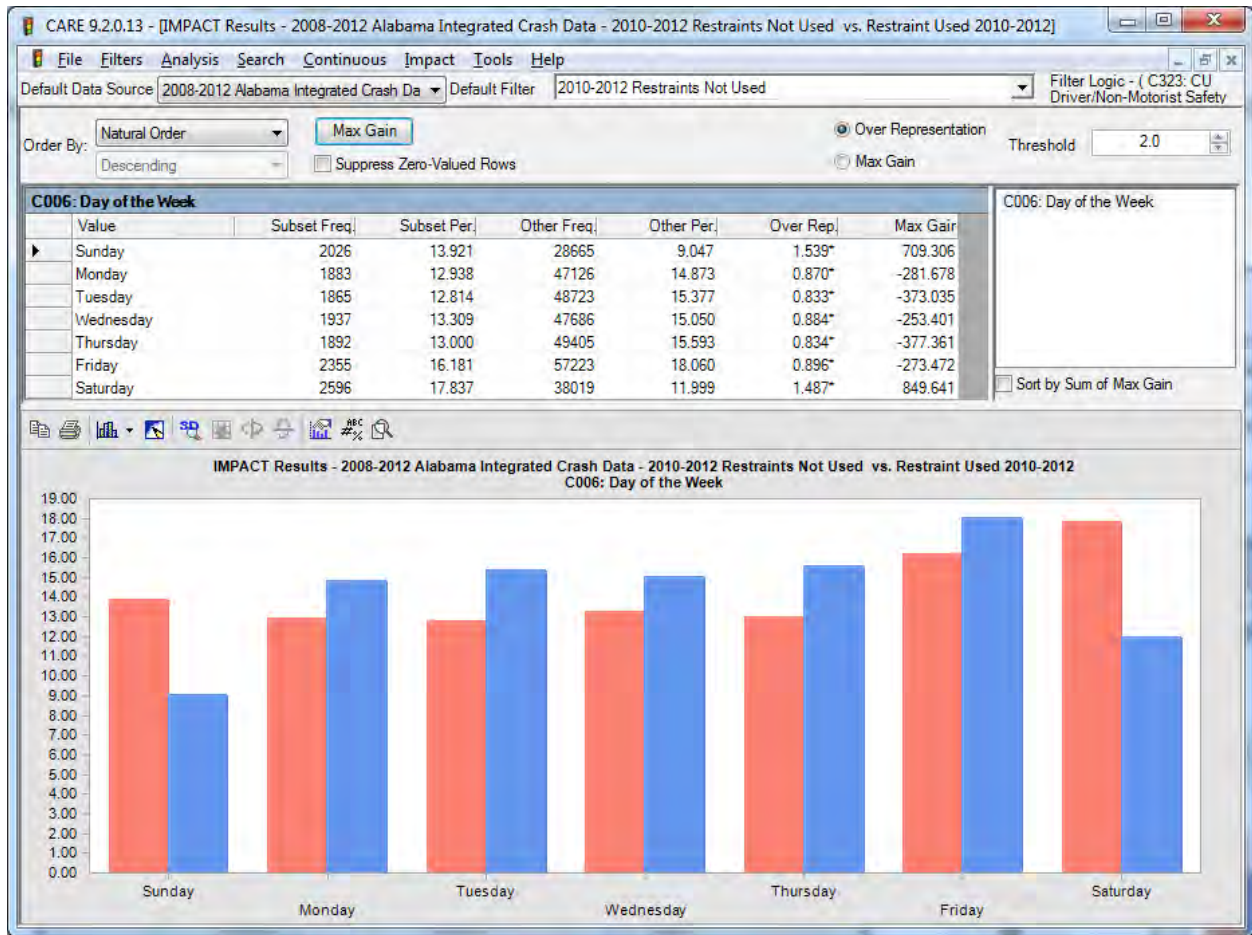 CARE 9.2.0.13 - [IMPACT Results - 2008-2012 Alabama Integrated Crash Data - 2010-2012 Restraints Not Used vs. Restraint Used 2010-2012]
File Filters Analysis Search Continuous Impact Tools Help
Default Data Source 2008-2012 Alabama Integrated Crash Da Default Filter 2010-2012 Restraints Not Used Filter Logic - ( C323: CU
Driver/Non-Motorist Safety
Order By: Natural Order Max Gain Over Representation Threshold 2.0
Descending Suppress Zero-Valued Rows Max Gain
C006: Day of the Week C006: Day of the Week
Value Subset Freq. Subset Per. Other Freq. Other Per. Over Rep. Max Gain
Sunday 2026 13.921 28665 9.047 1.539* 709.306
Monday 1883 12.938 47126 14.873 0.870* -281.678
Tuesday 1865 12.814 48723 15.377 0.833* -373.035
Wednesday 1937 13.309 47686 15.050 0.884* -253.401
Thursday 1892 13.000 49405 15.593 0.834* -377.361
Friday 2355 16.181 57223 18.060 0.896* -273.472
Saturday 2596 17.837 38019 11.999 1.487* 849.641
Sort by Sum of Max Gain
3D ABC #%
IMPACT Results - 2008-2012 Alabama Integrated Crash Data - 2010-2012 Restraints Not Used vs. Restraint Used 2010-2012
C006: Day of the Week
19.00
18.00
17.00
16.00
15.00
14.00
13.00
12.00
11.00
10.00
9.00
8.00
7.00
6.00
5.00
4.00
3.00
2.00
1.00
0.00
Sunday Tuesday Thursday Saturday
Monday Wednesday Friday